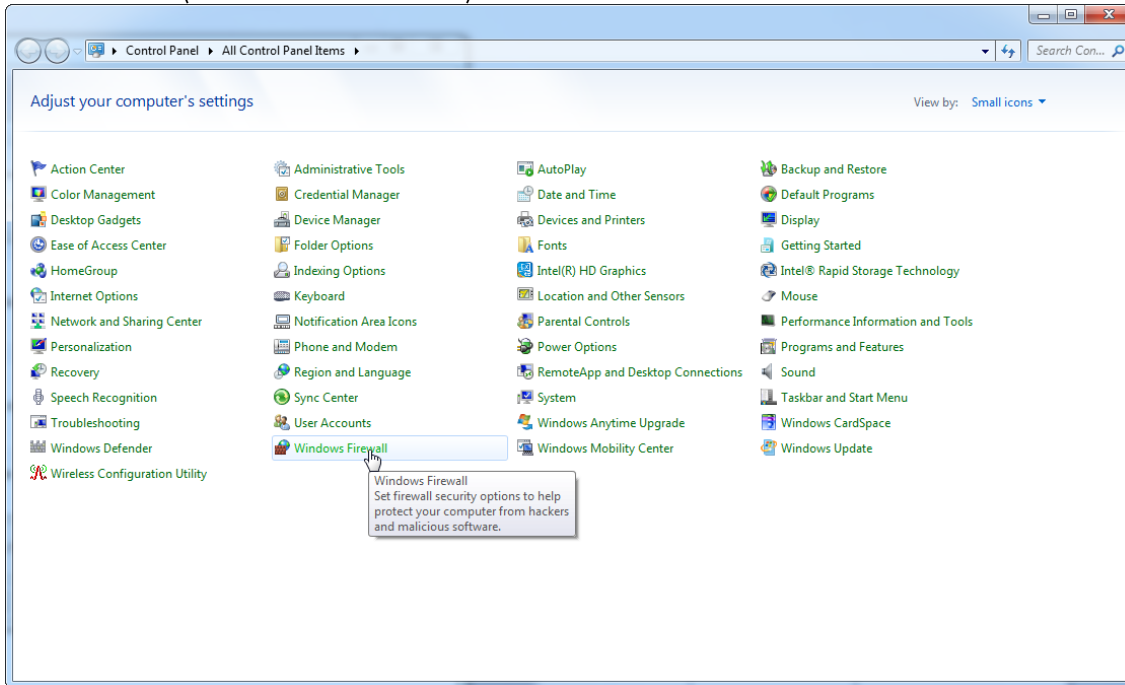 Control Panel ▸ All Control Panel Items ▸
Search Con...
Adjust your computer's settings
View by: Small icons
Action Center
Administrative Tools
AutoPlay
Backup and Restore
Color Management
Credential Manager
Date and Time
Default Programs
Desktop Gadgets
Device Manager
Devices and Printers
Display
Ease of Access Center
Folder Options
Fonts
Getting Started
HomeGroup
Indexing Options
Intel(R) HD Graphics
Intel® Rapid Storage Technology
Internet Options
Keyboard
Location and Other Sensors
Mouse
Network and Sharing Center
Notification Area Icons
Parental Controls
Performance Information and Tools
Personalization
Phone and Modem
Power Options
Programs and Features
Recovery
Region and Language
RemoteApp and Desktop Connections
Sound
Speech Recognition
Sync Center
System
Taskbar and Start Menu
Troubleshooting
User Accounts
Windows Anytime Upgrade
Windows CardSpace
Windows Defender
Windows Firewall
Windows Mobility Center
Windows Update
Wireless Configuration Utility
Windows Firewall
Set firewall security options to help
protect your computer from hackers
and malicious software.